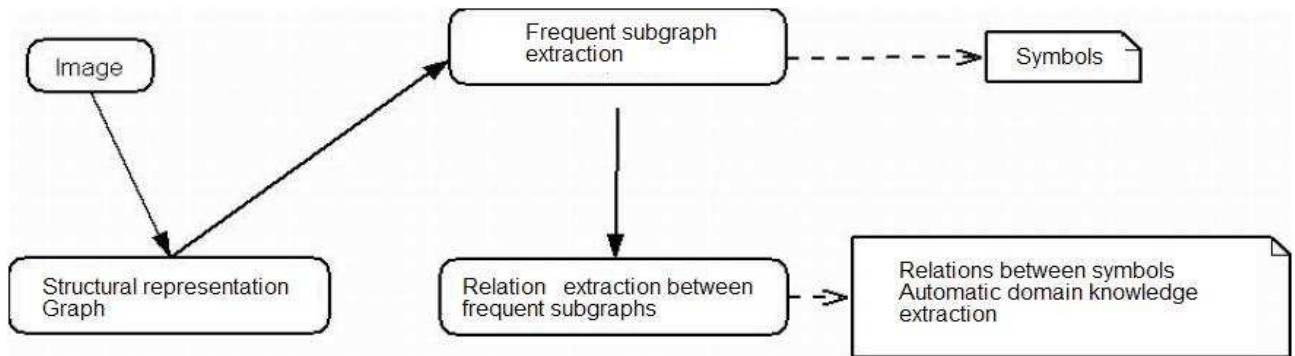 Image
Frequent subgraph
extraction
Symbols
Structural representation
Graph
Relation extraction between
frequent subgraphs
Relations between symbols
Automatic domain knowledge
extraction